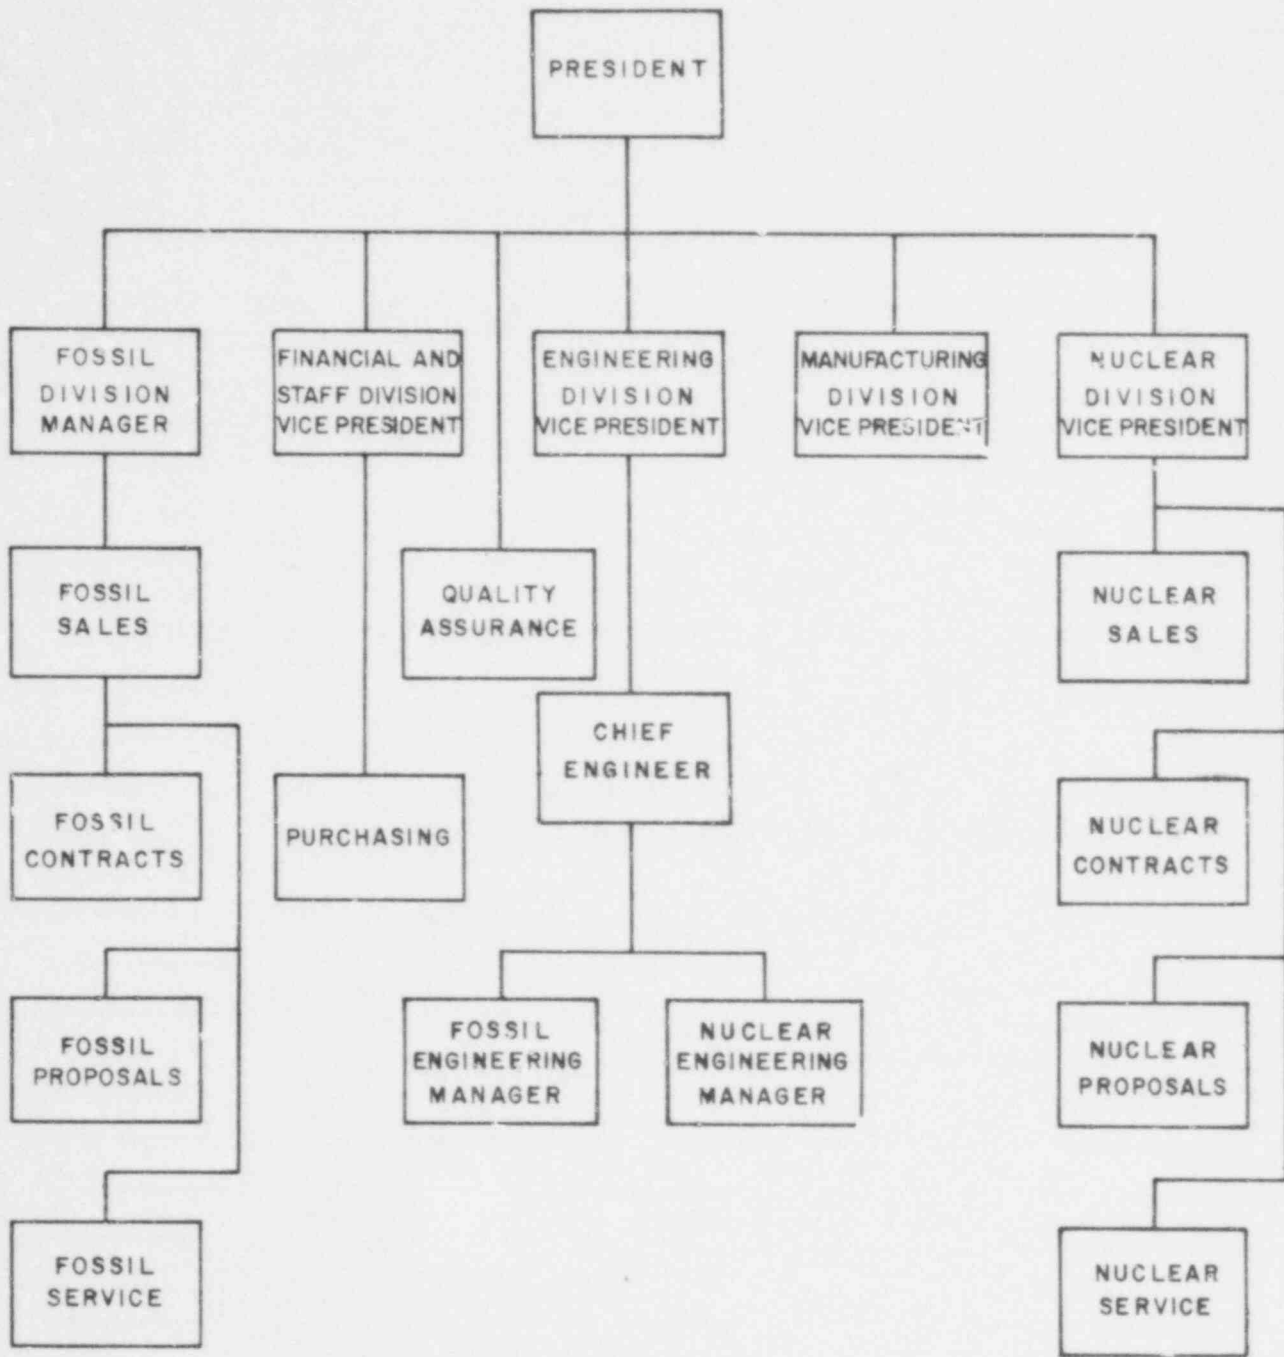 PRESIDENT
FOSSIL
DIVISION
MANAGER
FINANCIAL AND
STAFF DIVISION
VICE PRESIDENT
ENGINEERING
DIVISION
VICE PRESIDENT
MANUFACTURING
DIVISION
VICE PRESIDENT
NUCLEAR
DIVISION
VICE PRESIDENT
FOSSIL
SALES
QUALITY
ASSURANCE
NUCLEAR
SALES
CHIEF
ENGINEER
FOSSIL
CONTRACTS
PURCHASING
NUCLEAR
CONTRACTS
FOSSIL
PROPOSALS
FOSSIL
ENGINEERING
MANAGER
NUCLEAR
ENGINEERING
MANAGER
NUCLEAR
PROPOSALS
FOSSIL
SERVICE
NUCLEAR
SERVICE